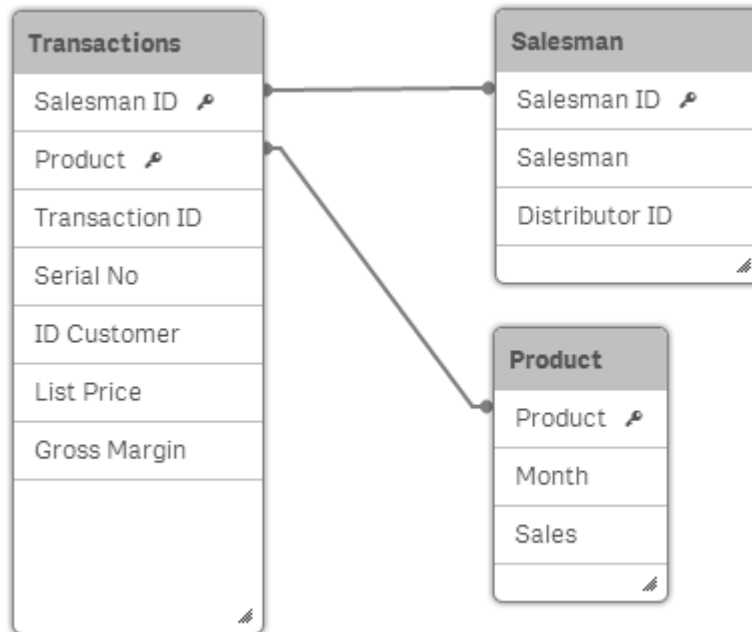 Transactions
Salesman ID
Product
Transaction ID
Serial No
ID Customer
List Price
Gross Margin
Salesman
Salesman ID
Salesman
Distributor ID
Product
Product
Month
Sales